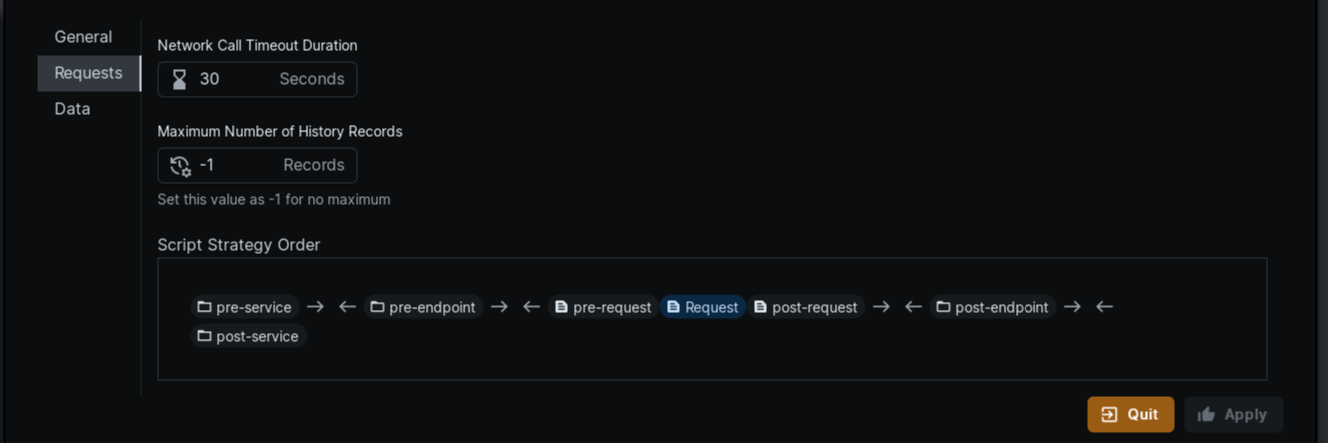 General
Requests
Data
Network Call Timeout Duration
30 Seconds
Maximum Number of History Records
-1 Records
Set this value as -1 for no maximum
Script Strategy Order
pre-service → ← pre-endpoint → ← pre-request Request post-request → ← post-endpoint → ←
post-service
Quit Apply